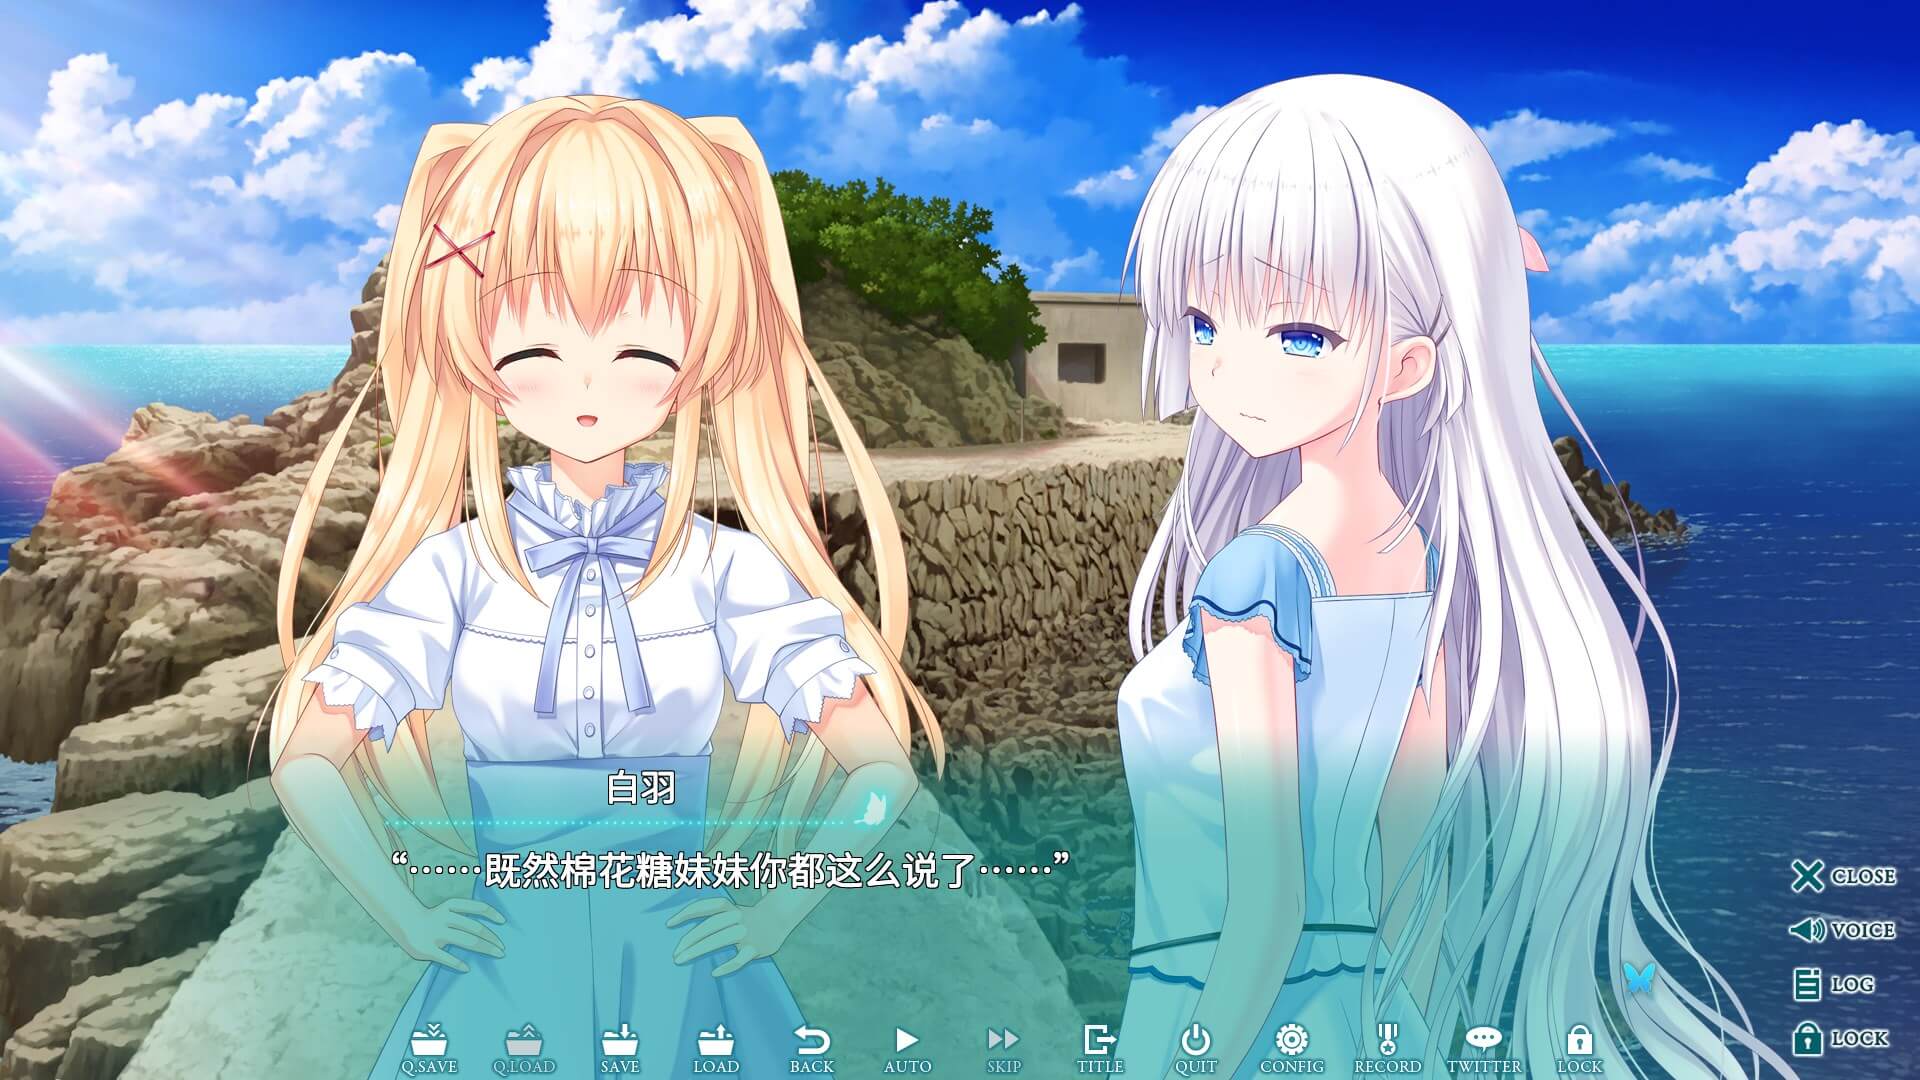 白羽
“……既然棉花糖妹妹你都这么说了……”
CLOSE
VOICE
LOG
LOCK
Q.SAVE Q.LOAD SAVE LOAD BACK AUTO SKIP TITLE QUIT CONFIG RECORD TWITTER LOCK